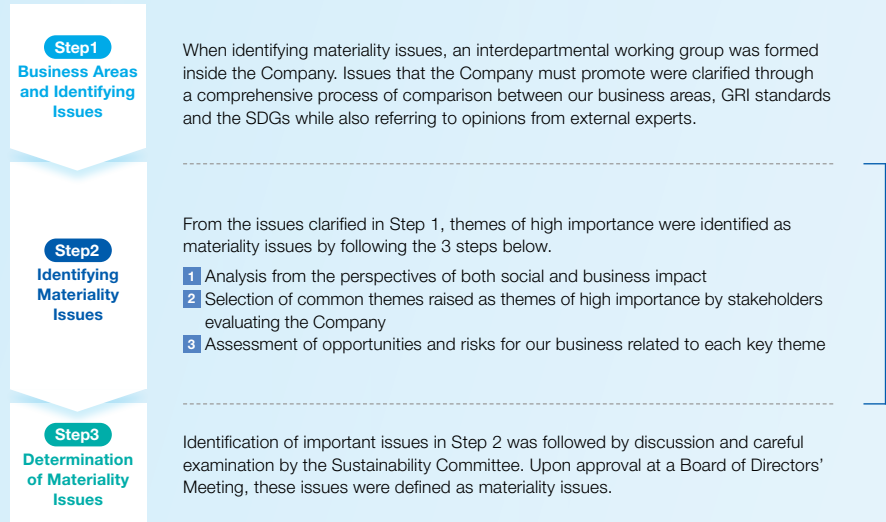 Step1
Business Areas
and Identifying
Issues
When identifying materiality issues, an interdepartmental working group was formed
inside the Company. Issues that the Company must promote were clarified through
a comprehensive process of comparison between our business areas, GRI standards
and the SDGs while also referring to opinions from external experts.
Step2
Identifying
Materiality
Issues
From the issues clarified in Step 1, themes of high importance were identified as
materiality issues by following the 3 steps below.
1 Analysis from the perspectives of both social and business impact
2 Selection of common themes raised as themes of high importance by stakeholders
evaluating the Company
3 Assessment of opportunities and risks for our business related to each key theme
Step3
Determination
of Materiality
Issues
Identification of important issues in Step 2 was followed by discussion and careful
examination by the Sustainability Committee. Upon approval at a Board of Directors’
Meeting, these issues were defined as materiality issues.